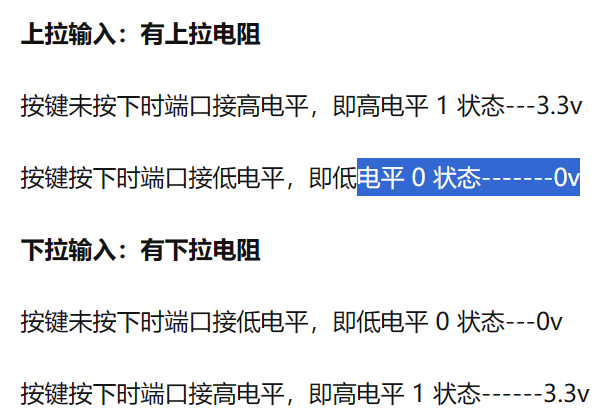 上拉输入：有上拉电阻
按键未按下时端口接高电平，即高电平 1 状态---3.3v
按键按下时端口接低电平，即低电平 0 状态-------0v
下拉输入：有下拉电阻
按键未按下时端口接低电平，即低电平 0 状态---0v
按键按下时端口接高电平，即高电平 1 状态------3.3v